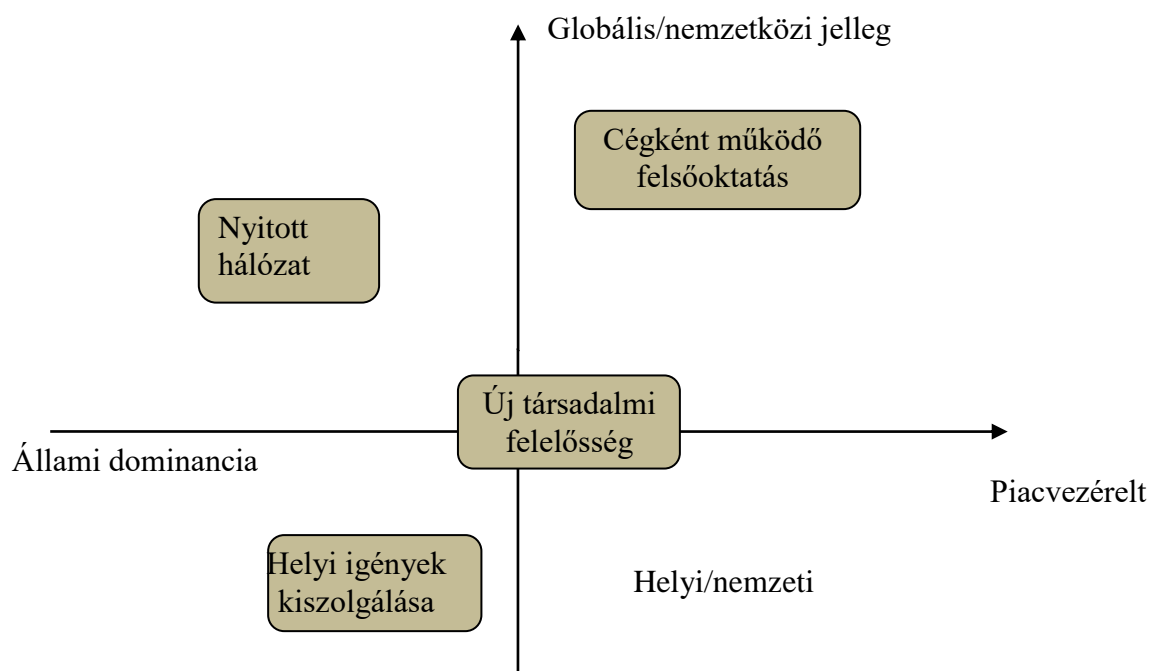 Globális/nemzetközi jelleg
Cégként működő
felsőoktatás
Nyitott
hálózat
Új társadalmi
felelősség
Állami dominancia
Piacvezérelt
Helyi igények
kiszolgálása
Helyi/nemzeti